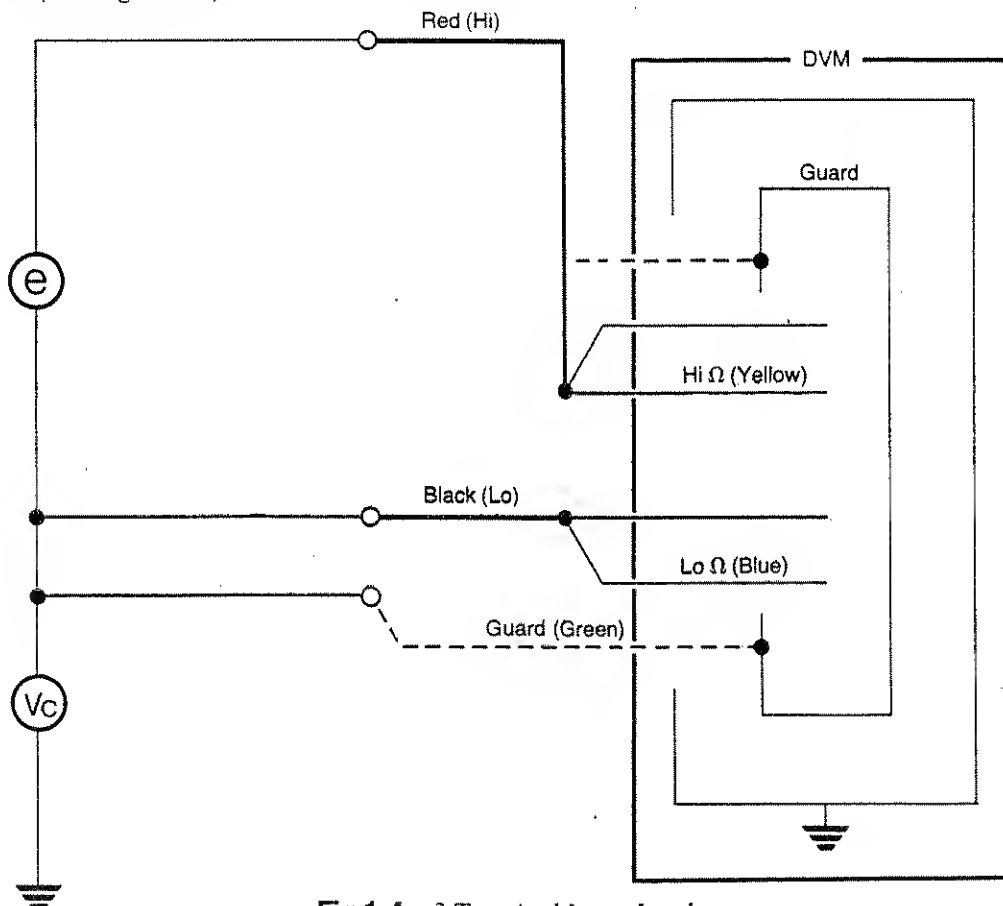 Red (Hi)
DVM
Guard
e
Hi Ω (Yellow)
Black (Lo)
Lo Ω (Blue)
Guard (Green)
Vc